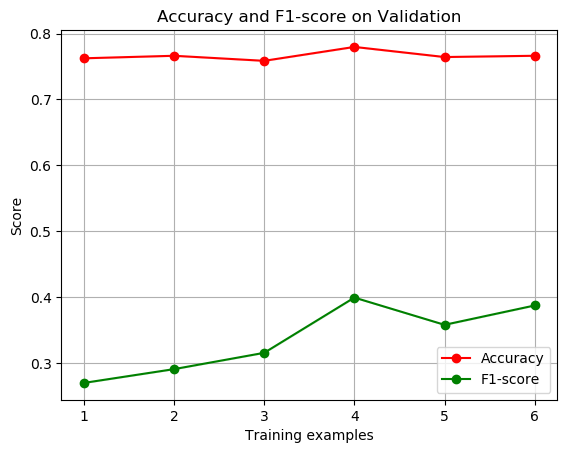 Accuracy and F1-score on Validation
0.8
0.7
0.6
0.5
0.4
0.3
Score
Accuracy
F1-score
1 2 3 4 5 6
Training examples